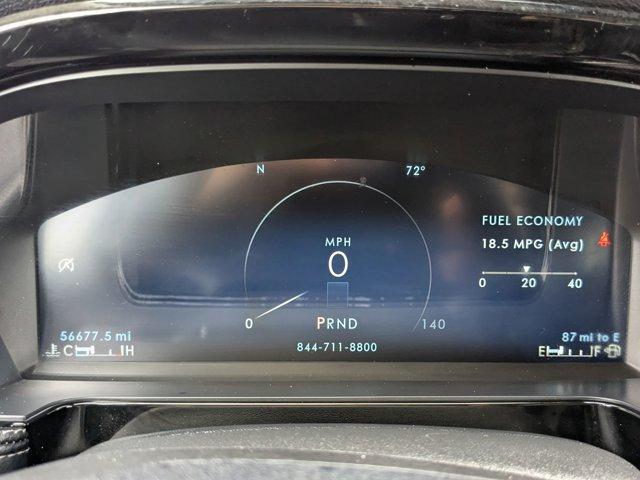 N
72°
MPH
0
0
140
PRND
844-711-8800
56677.5 mi
C H
FUEL ECONOMY
18.5 MPG (Avg)
0 20 40
87 mi to E
E F